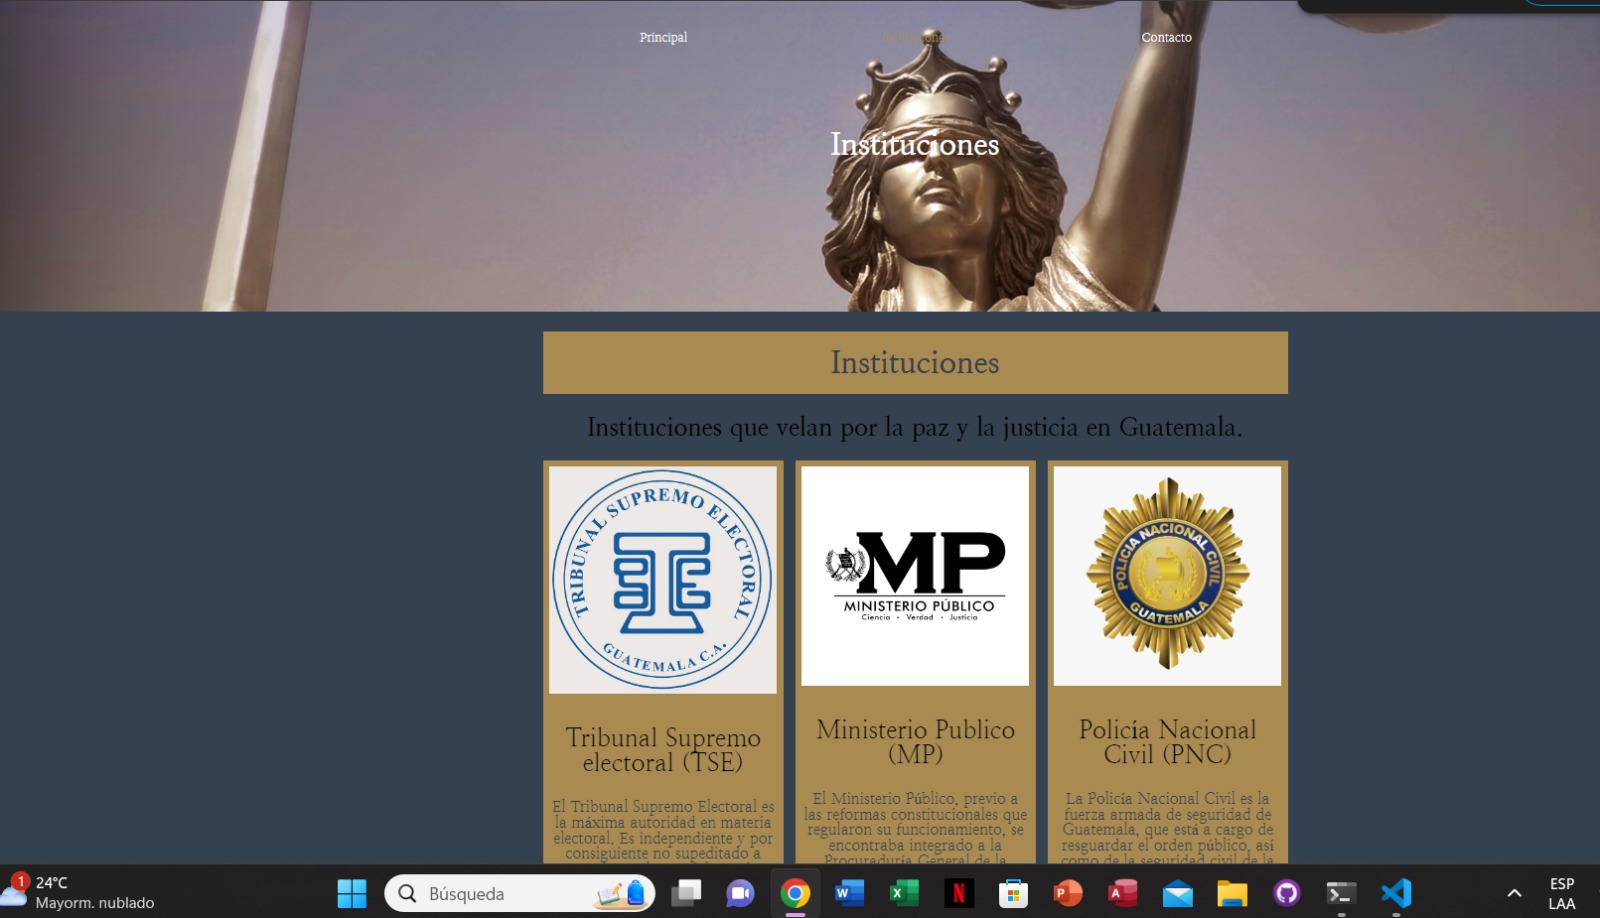 Principal
Instituciones
Contacto
Instituciones
Instituciones
Instituciones que velan por la paz y la justicia en Guatemala.
TRIBUNAL SUPREMO ELECTORAL
GUATEMALA C.A.
MP
MINISTERIO PÚBLICO
Ciencia • Verdad • Justicia
POLICIA NACIONAL CIVIL
GUATEMALA
Tribunal Supremo
electoral (TSE)
El Tribunal Supremo Electoral es
la máxima autoridad en materia
electoral. Es independiente y por
consiguiente no supeditado a
Ministerio Publico
(MP)
El Ministerio Público, previo a
las reformas constitucionales que
regularon su funcionamiento, se
encontraba integrado a la
Procuraduría General de la
Policía Nacional
Civil (PNC)
La Policía Nacional Civil es la
fuerza armada de seguridad de
Guatemala, que está a cargo de
resguardar el orden público, así
como de la seguridad civil de la
1
24°C
Mayorm. nublado
Búsqueda
ESP
LAA